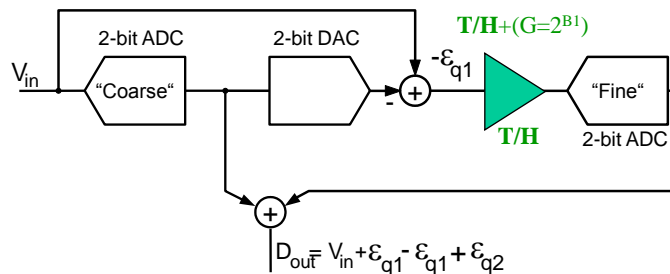 T/H+(G=2^B1)
2-bit ADC
2-bit DAC
-ε_q1
V_in
“Coarse“
-
+
“Fine“
T/H
2-bit ADC
+
D_out= V_in+ε_q1-ε_q1+ε_q2